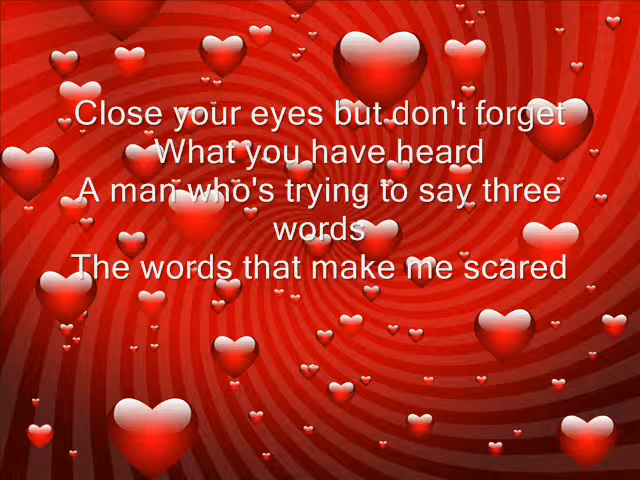 Close your eyes but don't forget
What you have heard
A man who's trying to say three
words
The words that make me scared